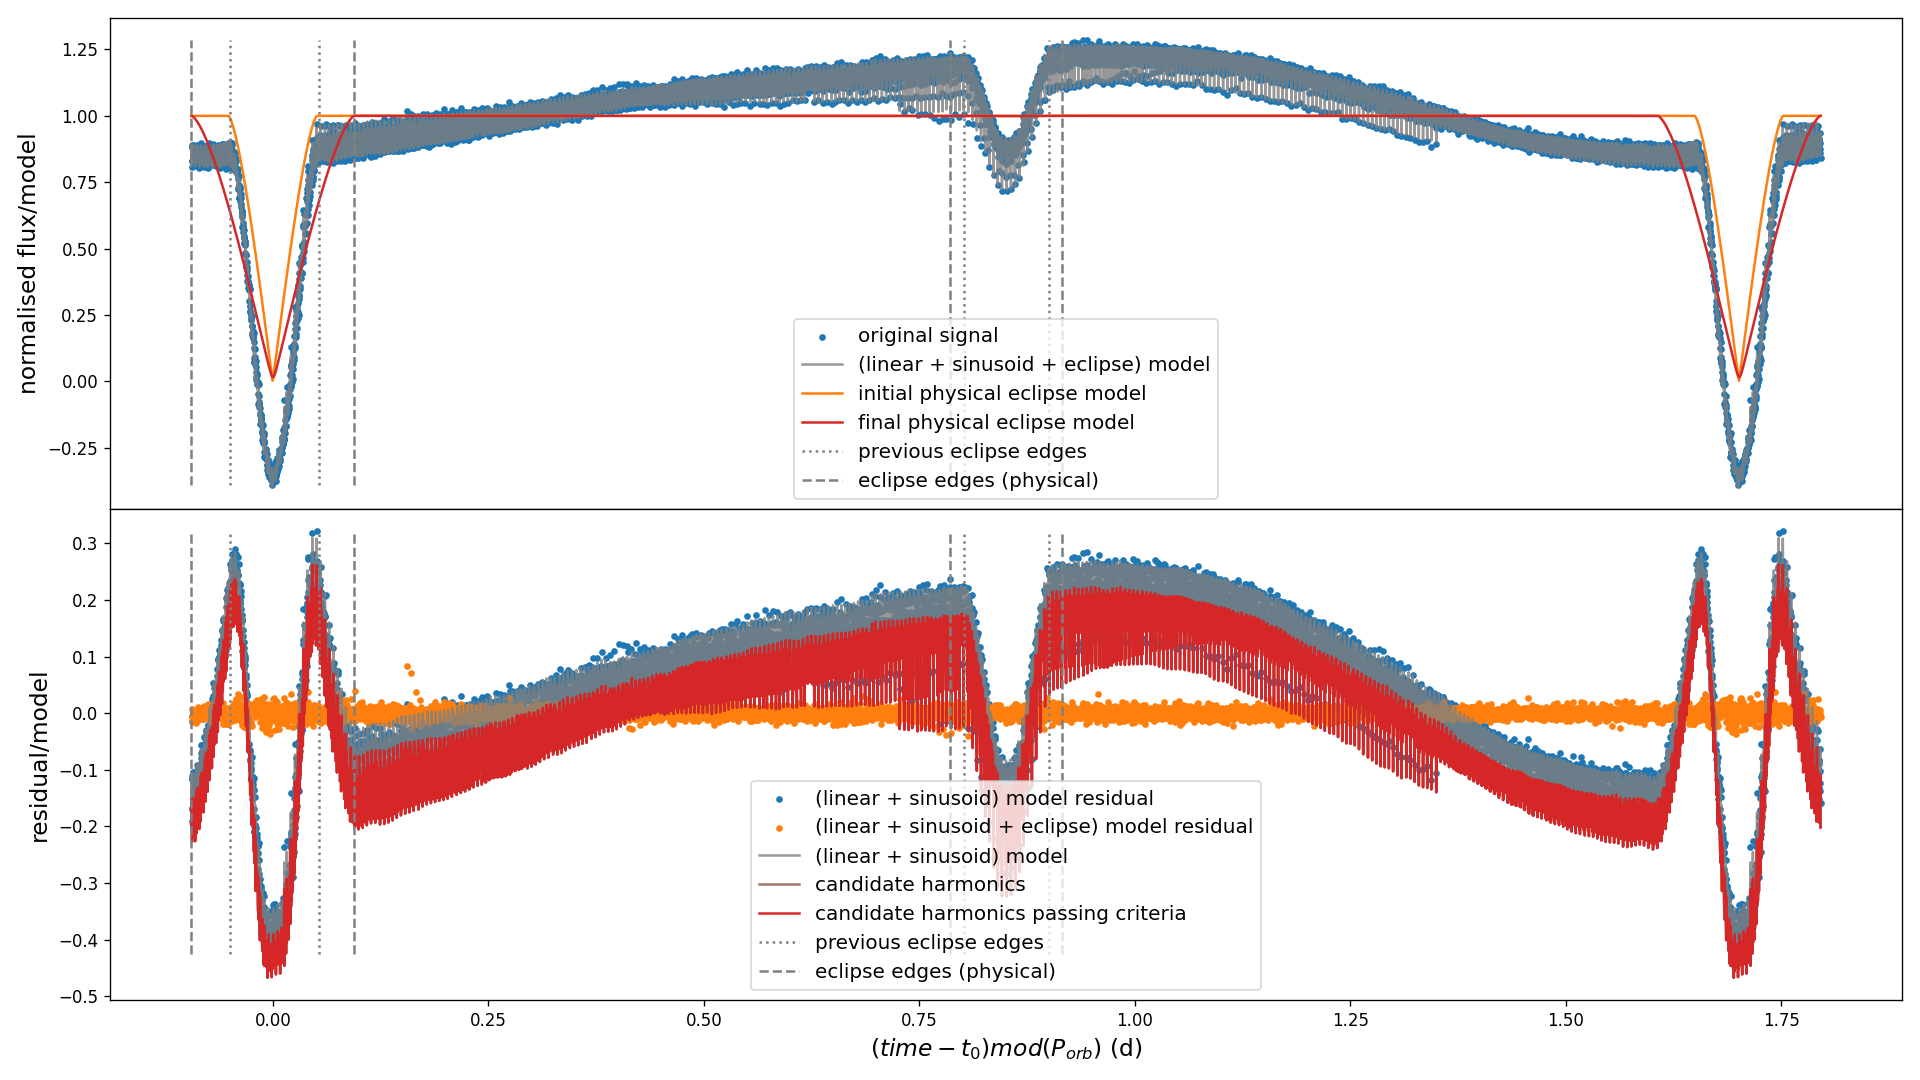 normalised flux/model
1.25
1.00
0.75
0.50
0.25
0.00
−0.25
original signal
(linear + sinusoid + eclipse) model
initial physical eclipse model
final physical eclipse model
previous eclipse edges
eclipse edges (physical)
residual/model
0.3
0.2
0.1
0.0
−0.1
−0.2
−0.3
−0.4
−0.5
(linear + sinusoid) model residual
(linear + sinusoid + eclipse) model residual
(linear + sinusoid) model
candidate harmonics
candidate harmonics passing criteria
previous eclipse edges
eclipse edges (physical)
0.00 0.25 0.50 0.75 1.00 1.25 1.50 1.75
(time − t₀)mod(P_orb) (d)